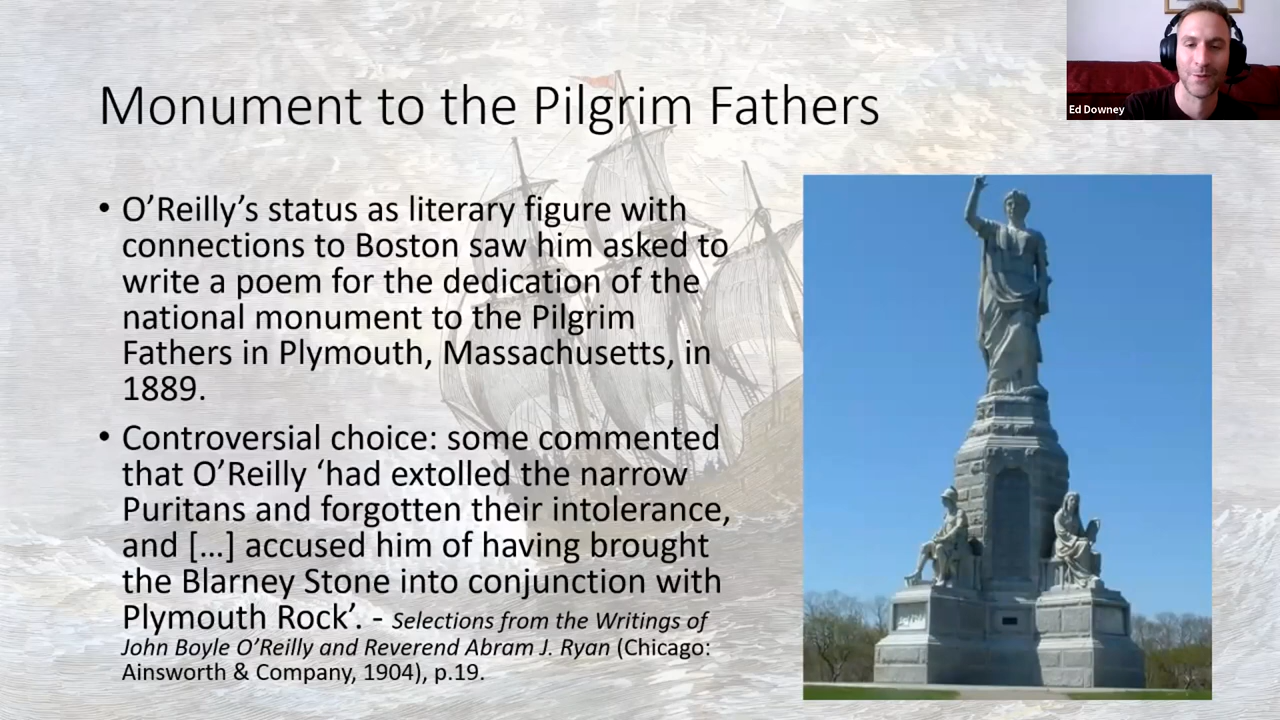 Ed Downey
Monument to the Pilgrim Fathers
• O’Reilly’s status as literary figure with
connections to Boston saw him asked to
write a poem for the dedication of the
national monument to the Pilgrim
Fathers in Plymouth, Massachusetts, in
1889.
• Controversial choice: some commented
that O’Reilly ‘had extolled the narrow
Puritans and forgotten their intolerance,
and […] accused him of having brought
the Blarney Stone into conjunction with
Plymouth Rock’. - Selections from the Writings of
John Boyle O’Reilly and Reverend Abram J. Ryan (Chicago:
Ainsworth & Company, 1904), p.19.